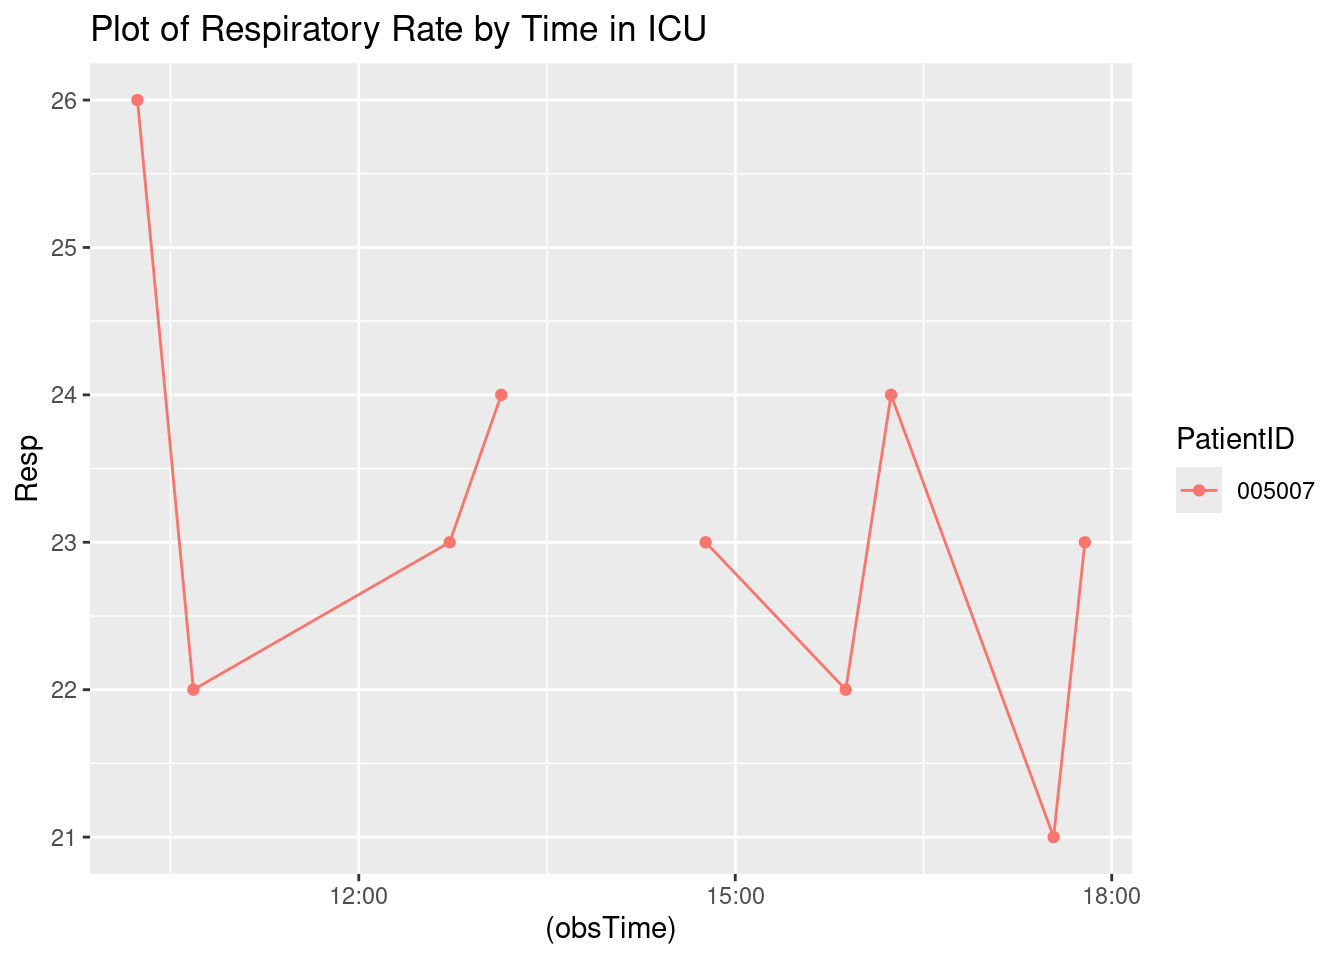 Plot of Respiratory Rate by Time in ICU
26
25
24
23
22
21
Resp
12:00
15:00
18:00
(obsTime)
PatientID
005007